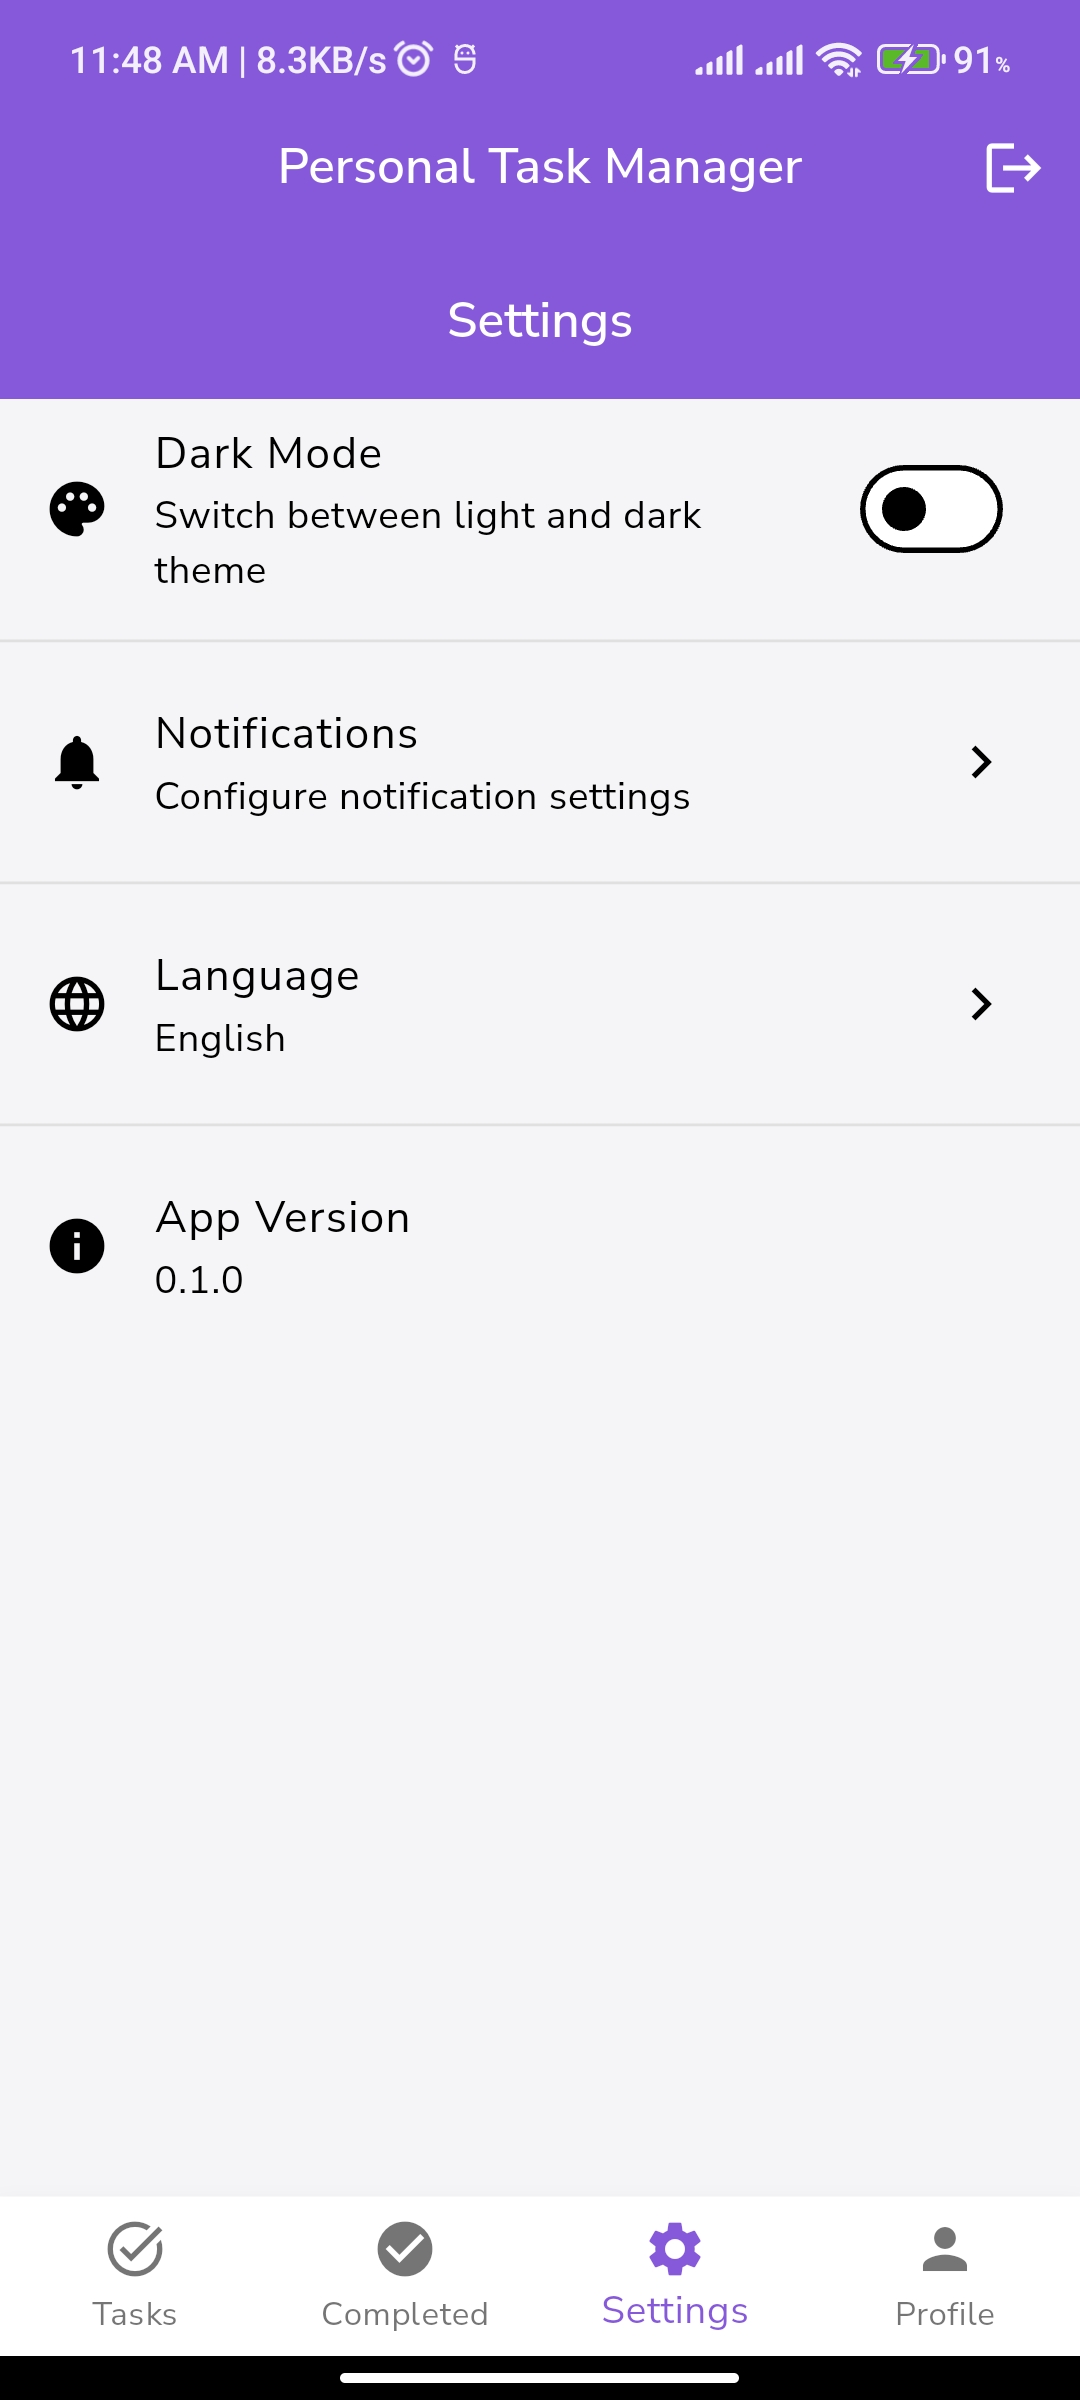 11:48 AM | 8.3KB/s 91%
Personal Task Manager
Settings
Dark Mode
Switch between light and dark
theme
Notifications
Configure notification settings
Language
English
App Version
0.1.0
Tasks Completed Settings Profile